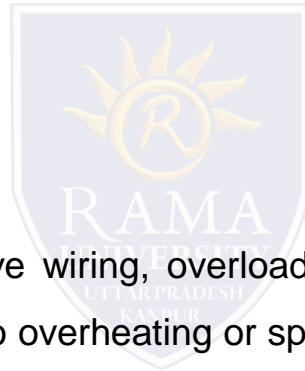 R
RAMA
UNIVERSITY
UTTAR PRADESH
KANPUR
ve wiring, overload
o overheating or sp